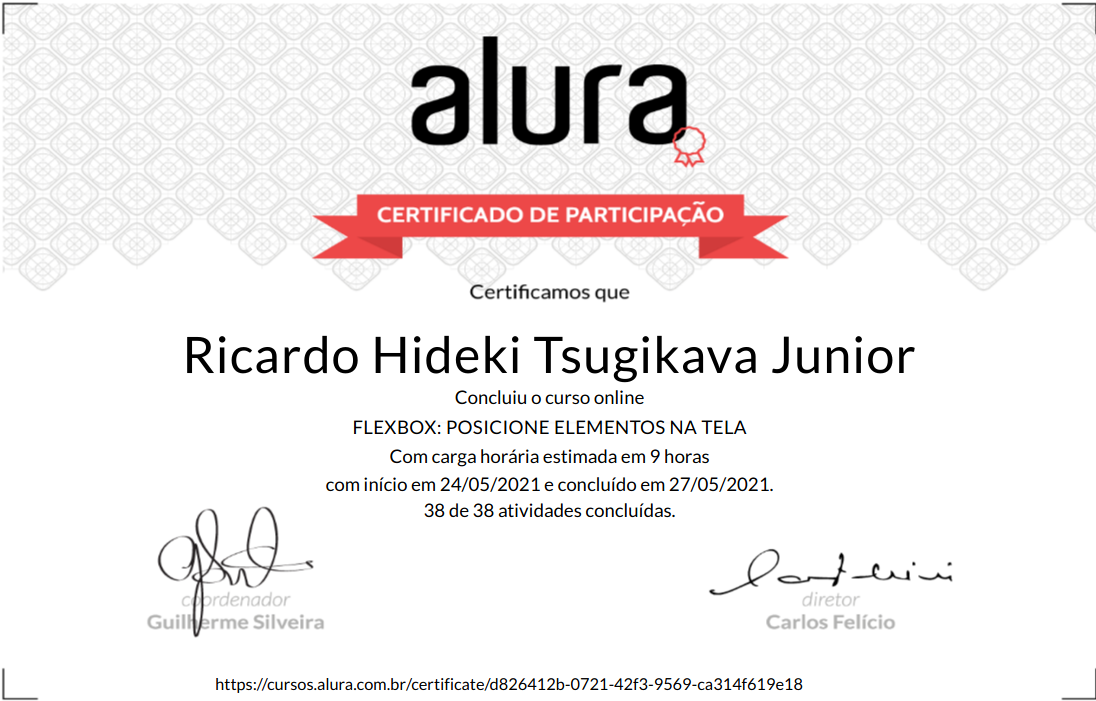 alura
CERTIFICADO DE PARTICIPAÇÃO
Certificamos que
Ricardo Hideki Tsugikava Junior
Concluiu o curso online
FLEXBOX: POSICIONE ELEMENTOS NA TELA
Com carga horária estimada em 9 horas
com início em 24/05/2021 e concluído em 27/05/2021.
38 de 38 atividades concluídas.
coordenador
Guilherme Silveira
diretor
Carlos Felício
https://cursos.alura.com.br/certificate/d826412b-0721-42f3-9569-ca314f619e18